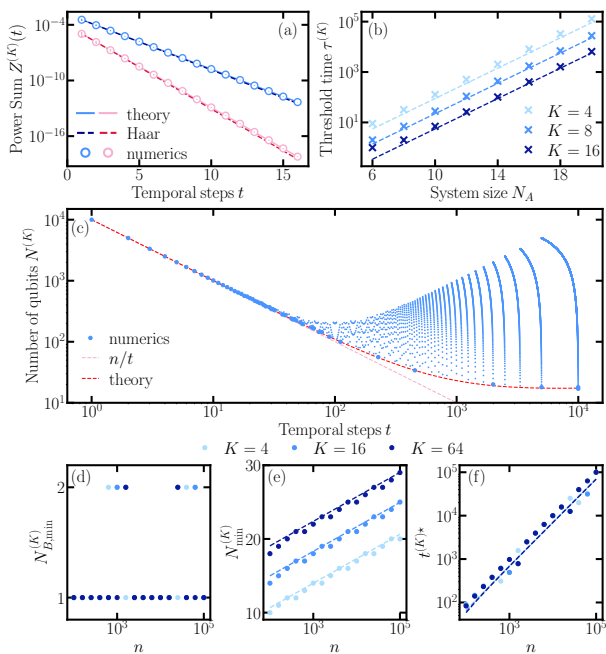 Power Sum Z^(K)(t)
10^−4
10^−10
10^−16
(a)
theory
Haar
numerics
0 5 10 15
Temporal steps t
Threshold time τ^(K)
10^5
10^3
10^1
(b)
K = 4
K = 8
K = 16
6 10 14 18
System size N_A
Number of qubits N^(K)
10^4
10^3
10^2
10^1
(c)
numerics
n/t
theory
10^0 10^1 10^2 10^3 10^4
Temporal steps t
K = 4 K = 16 K = 64
N^(K)_B,min
2
1
(d)
10^3 10^5
n
N^(K)_min
30
20
10
(e)
10^3 10^5
n
t^(K)⋆
10^5
10^4
10^3
10^2
(f)
10^3 10^5
n